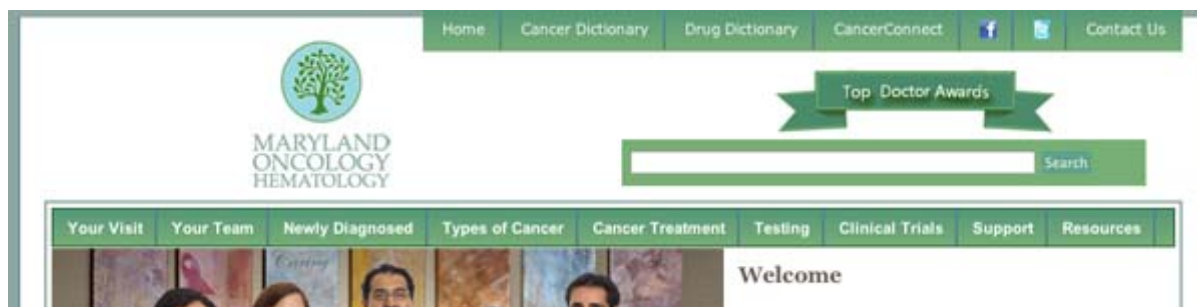 Home Cancer Dictionary Drug Dictionary CancerConnect f Contact Us
Top Doctor Awards
MARYLAND
ONCOLOGY
HEMATOLOGY
Search
Your Visit Your Team Newly Diagnosed Types of Cancer Cancer Treatment Testing Clinical Trials Support Resources
Caring
Welcome